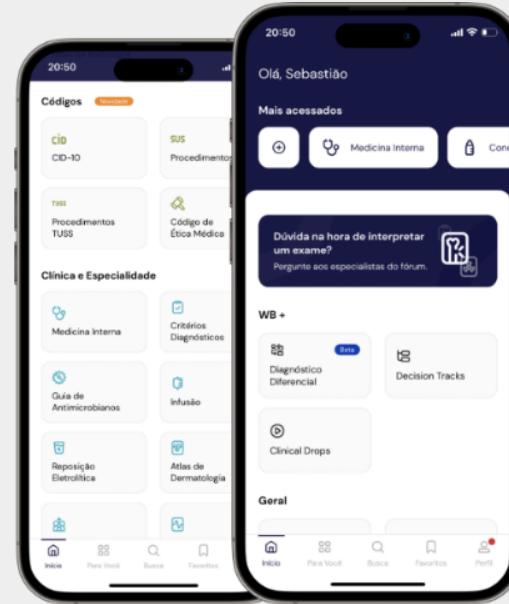 20:50
Códigos
Novidade
CID
CID-10
SUS
Procedimentos
TUSS
Procedimentos
TUSS
Código de
Ética Médica
Clínica e Especialidade
Medicina Interna
Critérios
Diagnósticos
Guia de
Antimicrobianos
Infusão
Reposição
Eletrolítica
Atlas de
Dermatologia
Início
Para Você
Busca
Favoritos
20:50
Olá, Sebastião
Mais acessados
Medicina Interna
Dúvida na hora de interpretar
um exame?
Pergunte aos especialistas do fórum.
WB +
Beta
Diagnóstico
Diferencial
Decision Tracks
Clinical Drops
Geral
Início
Para Você
Busca
Favoritos
Perfil